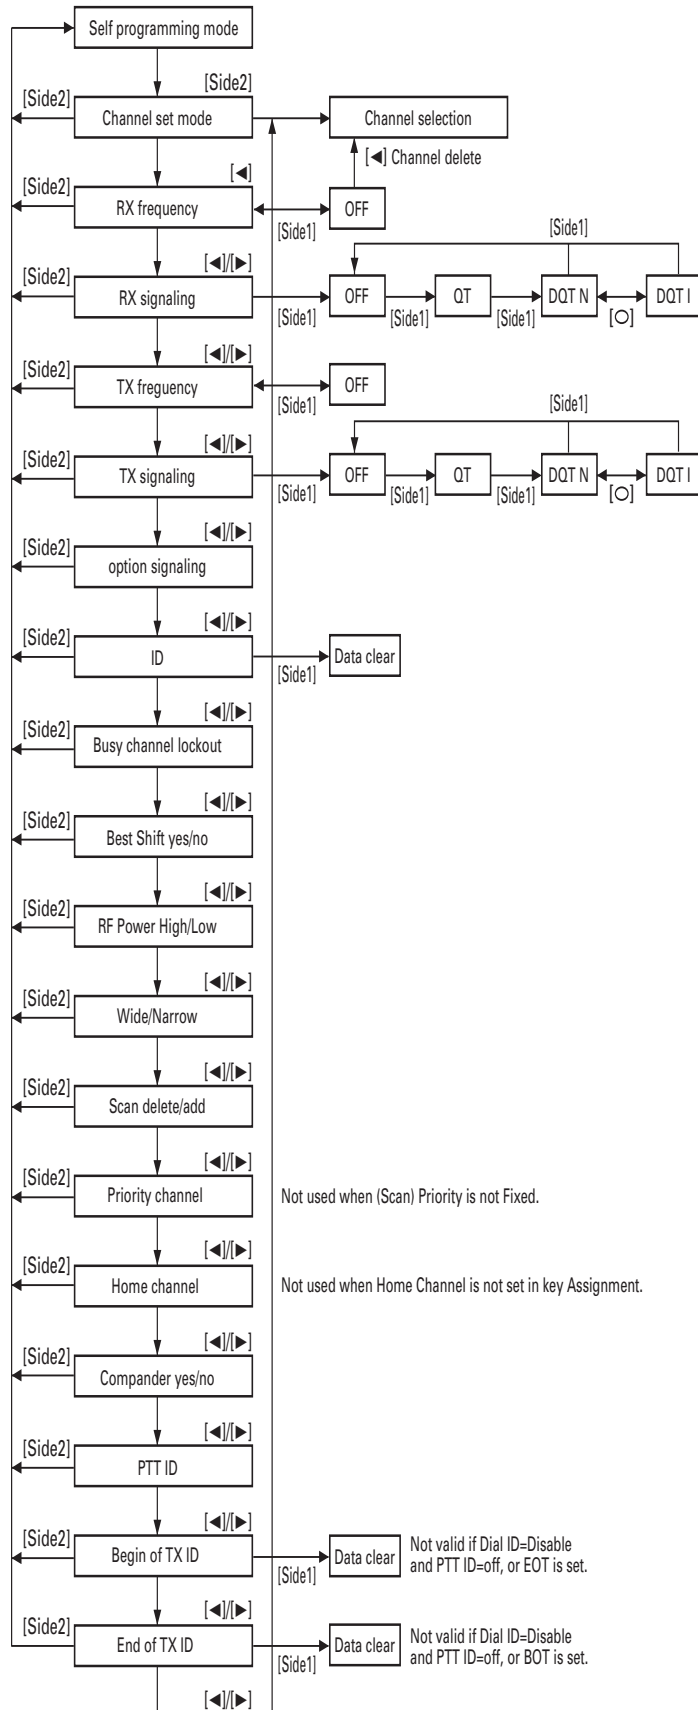 Self programming mode
[Side2]
[Side2]
Channel set mode
Channel selection
[◀] Channel delete
[◀]
[Side2]
RX frequency
OFF
[Side1]
[Side1]
[◀]/[▶]
[Side2]
RX signaling
OFF
QT
DQT N
DQT I
[Side1]
[Side1]
[Side1]
[O]
[◀]/[▶]
[Side2]
TX frequency
OFF
[Side1]
[Side1]
[◀]/[▶]
[Side2]
TX signaling
OFF
QT
DQT N
DQT I
[Side1]
[Side1]
[Side1]
[O]
[◀]/[▶]
[Side2]
option signaling
[◀]/[▶]
[Side2]
ID
Data clear
[Side1]
[◀]/[▶]
[Side2]
Busy channel lockout
[◀]/[▶]
[Side2]
Best Shift yes/no
[◀]/[▶]
[Side2]
RF Power High/Low
[◀]/[▶]
[Side2]
Wide/Narrow
[◀]/[▶]
[Side2]
Scan delete/add
[◀]/[▶]
[Side2]
Priority channel
Not used when (Scan) Priority is not Fixed.
[◀]/[▶]
[Side2]
Home channel
Not used when Home Channel is not set in key Assignment.
[◀]/[▶]
[Side2]
Compander yes/no
[◀]/[▶]
[Side2]
PTT ID
[◀]/[▶]
[Side2]
Begin of TX ID
Data clear
[Side1]
Not valid if Dial ID=Disable
and PTT ID=off, or EOT is set.
[◀]/[▶]
[Side2]
End of TX ID
Data clear
[Side1]
Not valid if Dial ID=Disable
and PTT ID=off, or BOT is set.
[◀]/[▶]